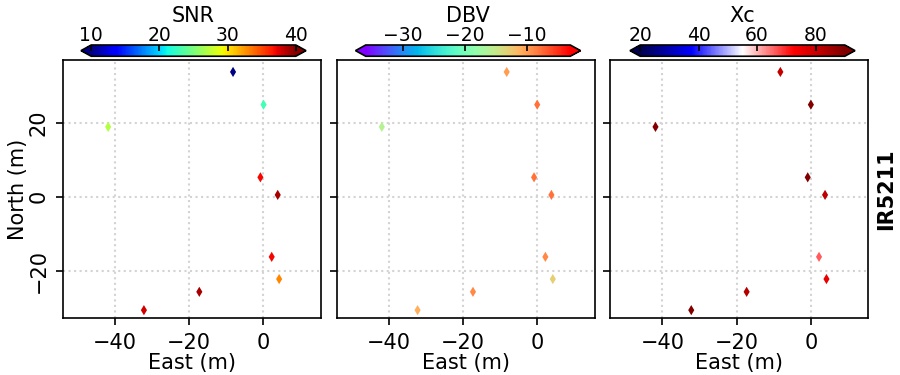 SNR DBV Xc
10 20 30 40 −30 −20 −10 20 40 60 80
20
0
−20
North (m)
IR5211
−40 −20 0 −40 −20 0 −40 −20 0
East (m) East (m) East (m)